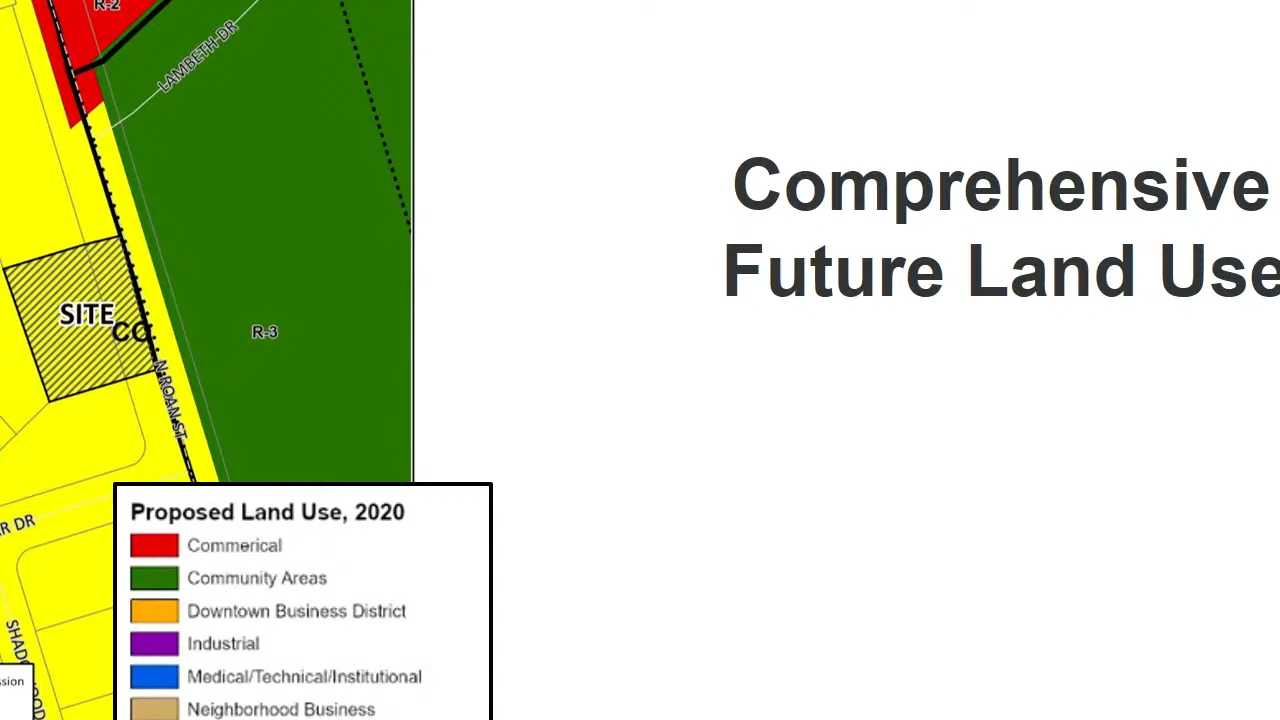 R-2
LAMBETH DR
Comprehensive
Future Land Use
SITE
CO
R-3
N ROAN ST
R DR
Proposed Land Use, 2020
Commerical
Community Areas
Downtown Business District
Industrial
Medical/Technical/Institutional
Neighborhood Business
ssion